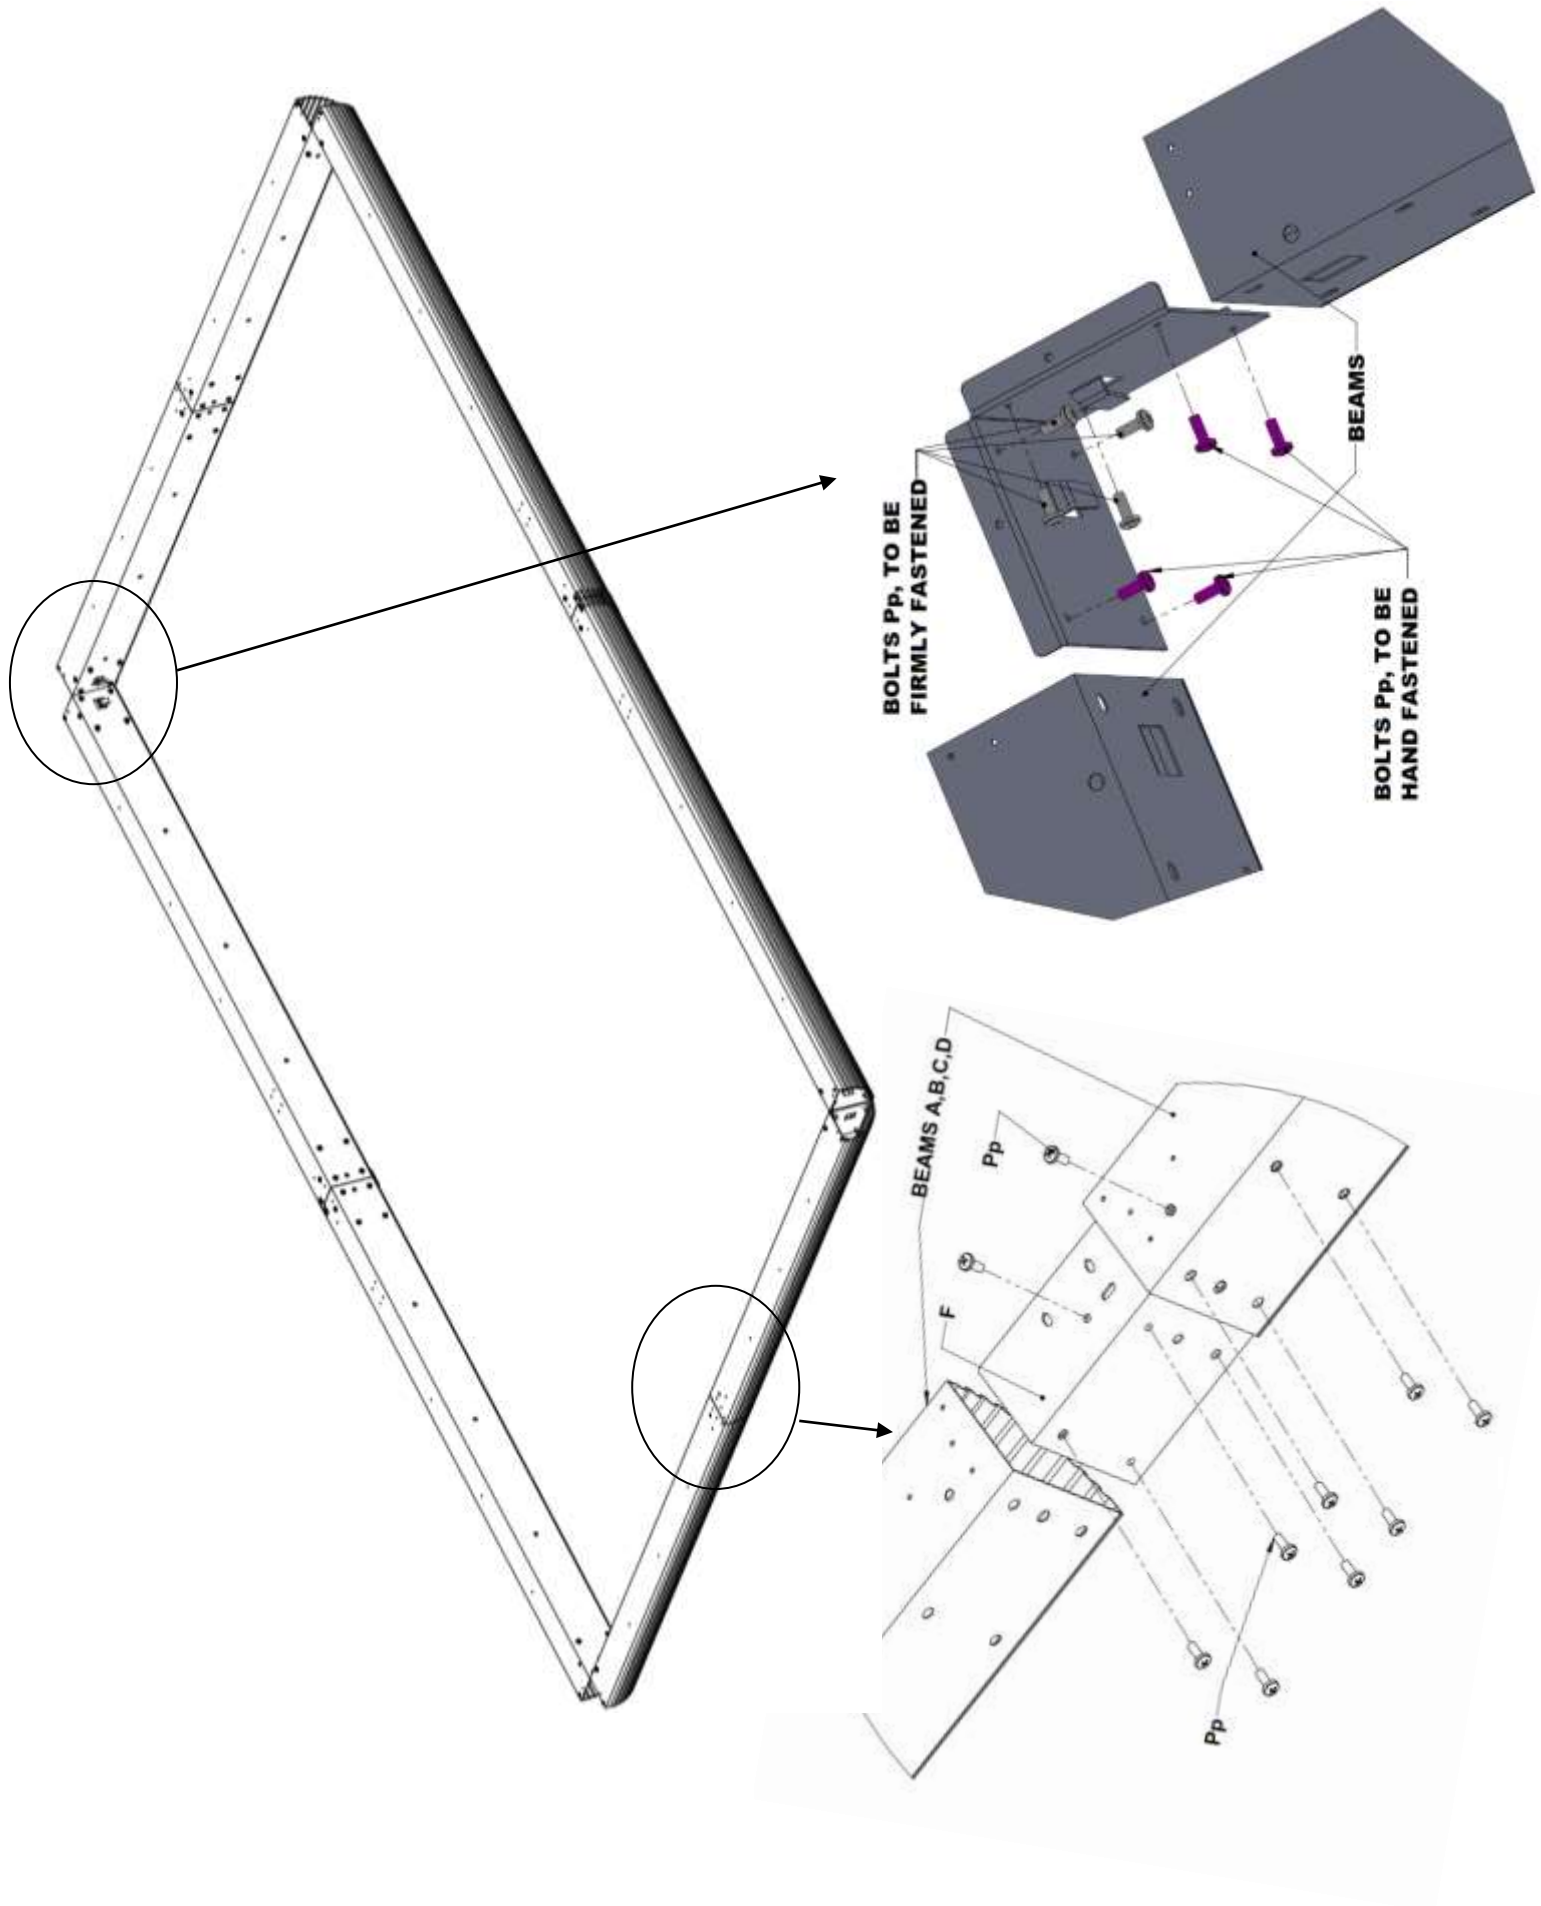 BOLTS Pp, TO BE
FIRMLY FASTENED
BEAMS
BOLTS Pp, TO BE
HAND FASTENED
BEAMS A,B,C,D
Pp
F
Pp